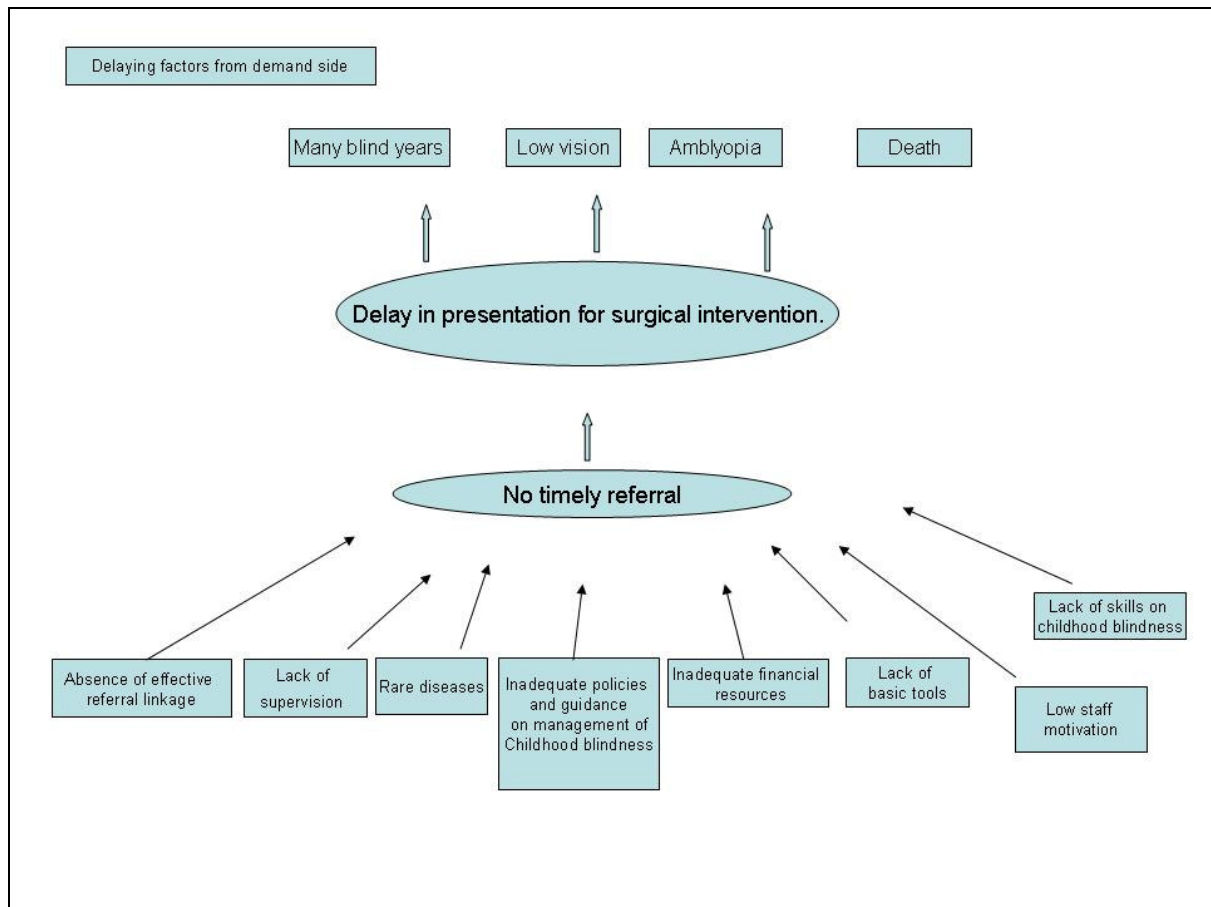 Delaying factors from demand side
Many blind years
Low vision
Amblyopia
Death
Delay in presentation for surgical intervention.
No timely referral
Absence of effective
referral linkage
Lack of
supervision
Rare diseases
Inadequate policies
and guidance
on management of
Childhood blindness
Inadequate financial
resources
Lack of
basic tools
Low staff
motivation
Lack of skills on
childhood blindness